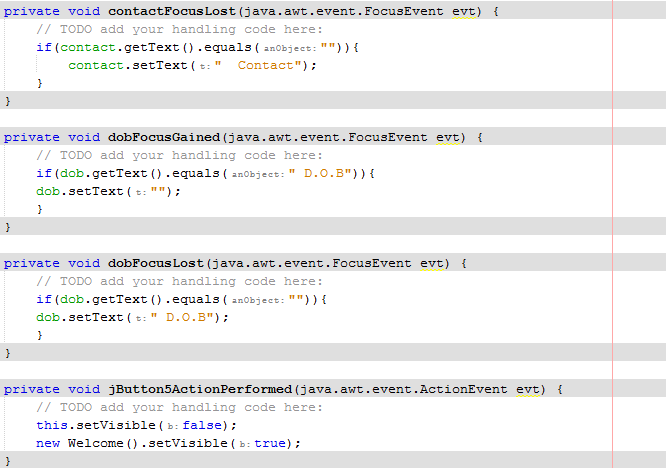 private void contactFocusLost(java.awt.event.FocusEvent evt) {
    // TODO add your handling code here:
    if(contact.getText().equals( anObject: "")){
        contact.setText( t: "  Contact");
    }
}
private void dobFocusGained(java.awt.event.FocusEvent evt) {
    // TODO add your handling code here:
    if(dob.getText().equals( anObject: " D.O.B")){
    dob.setText( t: "");
    }
}
private void dobFocusLost(java.awt.event.FocusEvent evt) {
    // TODO add your handling code here:
    if(dob.getText().equals( anObject: "")){
    dob.setText( t: " D.O.B");
    }
}
private void jButton5ActionPerformed(java.awt.event.ActionEvent evt) {
    // TODO add your handling code here:
    this.setVisible( b: false);
    new Welcome().setVisible( b: true);
}